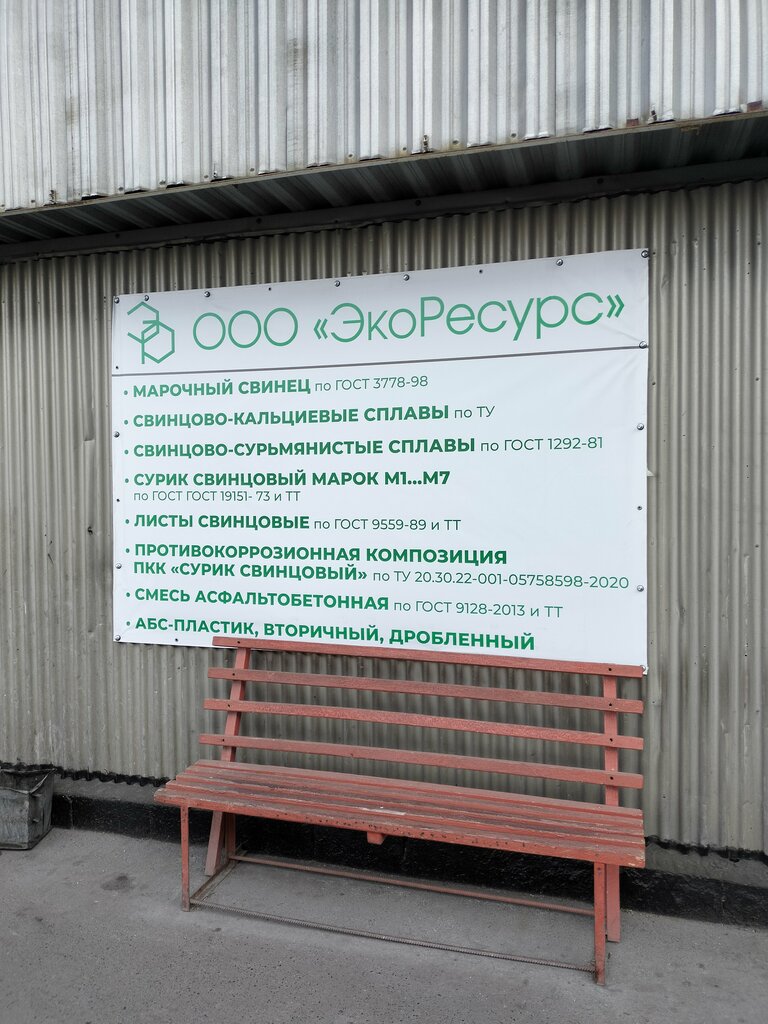 ЭР ООО «ЭкоРесурс»
• МАРОЧНЫЙ СВИНЕЦ по ГОСТ 3778-98
• СВИНЦОВО-КАЛЬЦИЕВЫЕ СПЛАВЫ по ТУ
• СВИНЦОВО-СУРЬМЯНИСТЫЕ СПЛАВЫ по ГОСТ 1292-81
• СУРИК СВИНЦОВЫЙ МАРОК М1...М7
по ГОСТ ГОСТ 19151- 73 и ТТ
• ЛИСТЫ СВИНЦОВЫЕ по ГОСТ 9559-89 и ТТ
• ПРОТИВОКОРРОЗИОННАЯ КОМПОЗИЦИЯ
ПКК «СУРИК СВИНЦОВЫЙ» по ТУ 20.30.22-001-05758598-2020
• СМЕСЬ АСФАЛЬТОБЕТОННАЯ по ГОСТ 9128-2013 и ТТ
• АБС-ПЛАСТИК, ВТОРИЧНЫЙ, ДРОБЛЕННЫЙ